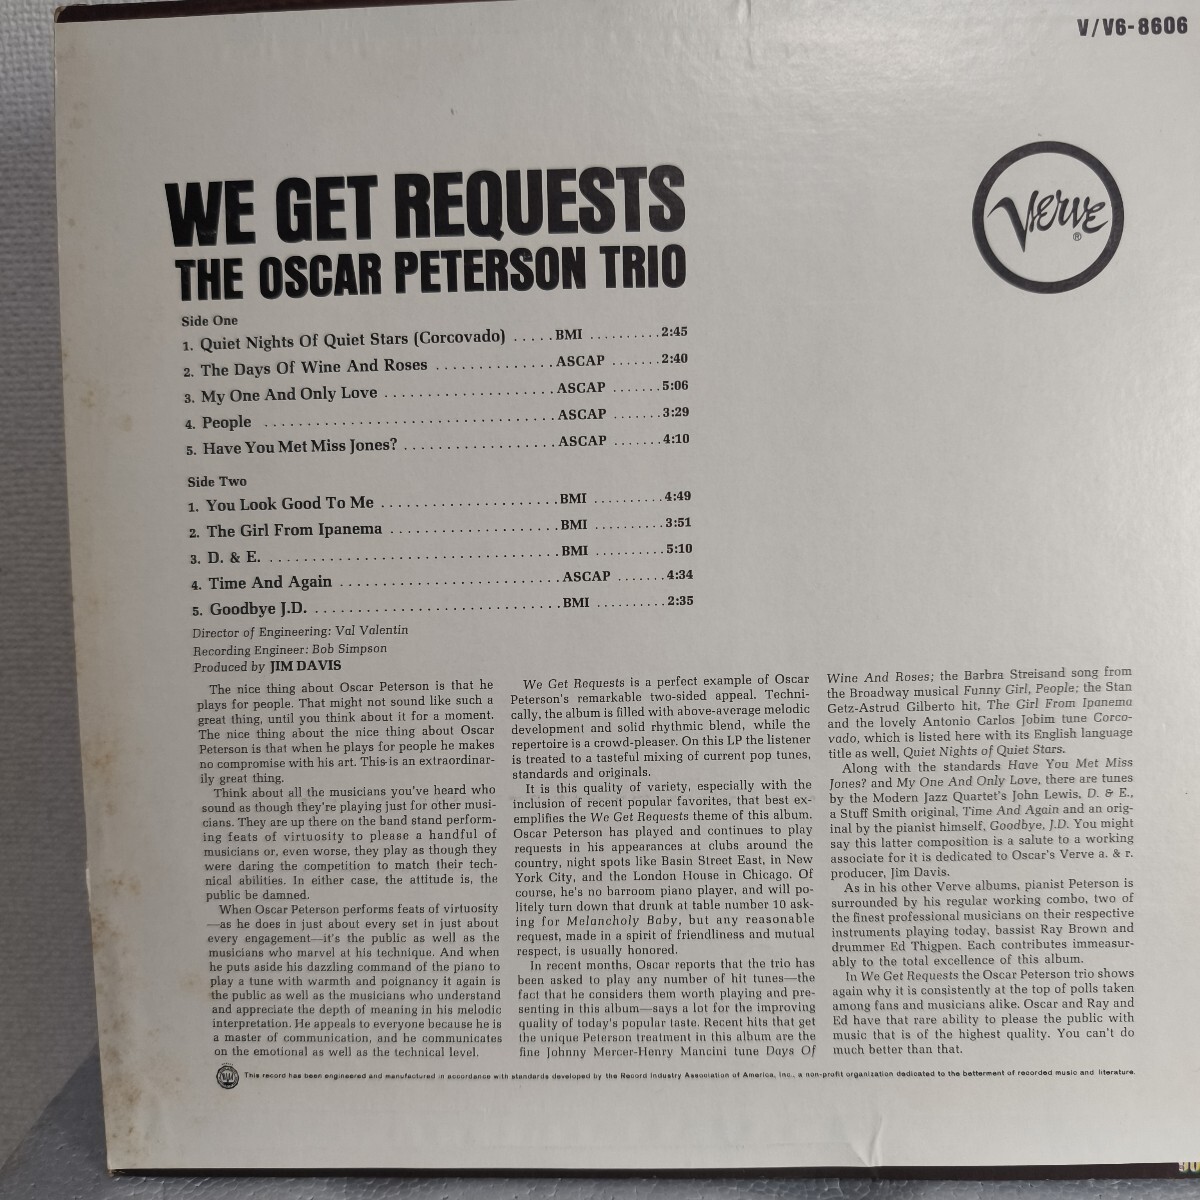 V/V6-8606
Verve
®
WE GET REQUESTS
THE OSCAR PETERSON TRIO
Side One
1. Quiet Nights Of Quiet Stars (Corcovado) . . . . . BMI . . . . . . . . . . 2:45
2. The Days Of Wine And Roses . . . . . . . . . . . . . . ASCAP . . . . . . . 2:40
3. My One And Only Love . . . . . . . . . . . . . . . . . . . . ASCAP . . . . . . . 5:06
4. People . . . . . . . . . . . . . . . . . . . . . . . . . . . . . . . . . . ASCAP . . . . . . . 3:29
5. Have You Met Miss Jones? . . . . . . . . . . . . . . . . . . ASCAP . . . . . . . 4:10
Side Two
1. You Look Good To Me . . . . . . . . . . . . . . . . . . . . . BMI . . . . . . . . . . 4:49
2. The Girl From Ipanema . . . . . . . . . . . . . . . . . . . . BMI . . . . . . . . . . 3:51
3. D. & E. . . . . . . . . . . . . . . . . . . . . . . . . . . . . . . . . . . BMI . . . . . . . . . . 5:10
4. Time And Again . . . . . . . . . . . . . . . . . . . . . . . . . . ASCAP . . . . . . . 4:34
5. Goodbye J.D. . . . . . . . . . . . . . . . . . . . . . . . . . . . . BMI . . . . . . . . . . 2:35
Director of Engineering: Val Valentin
Recording Engineer: Bob Simpson
Produced by JIM DAVIS
The nice thing about Oscar Peterson is that he
plays for people. That might not sound like such a
great thing, until you think about it for a moment.
The nice thing about the nice thing about Oscar
Peterson is that when he plays for people he makes
no compromise with his art. This is an extraordinar-
ily great thing.
Think about all the musicians you've heard who
sound as though they're playing just for other musi-
cians. They are up there on the band stand perform-
ing feats of virtuosity to please a handful of
musicians or, even worse, they play as though they
were daring the competition to match their tech-
nical abilities. In either case, the attitude is, the
public be damned.
When Oscar Peterson performs feats of virtuosity
—as he does in just about every set in just about
every engagement—it's the public as well as the
musicians who marvel at his technique. And when
he puts aside his dazzling command of the piano to
play a tune with warmth and poignancy it again is
the public as well as the musicians who understand
and appreciate the depth of meaning in his melodic
interpretation. He appeals to everyone because he is
a master of communication, and he communicates
on the emotional as well as the technical level.
We Get Requests is a perfect example of Oscar
Peterson's remarkable two-sided appeal. Techni-
cally, the album is filled with above-average melodic
development and solid rhythmic blend, while the
repertoire is a crowd-pleaser. On this LP the listener
is treated to a tasteful mixing of current pop tunes,
standards and originals.
It is this quality of variety, especially with the
inclusion of recent popular favorites, that best ex-
emplifies the We Get Requests theme of this album.
Oscar Peterson has played and continues to play
requests in his appearances at clubs around the
country, night spots like Basin Street East, in New
York City, and the London House in Chicago. Of
course, he's no barroom piano player, and will po-
litely turn down that drunk at table number 10 ask-
ing for Melancholy Baby, but any reasonable
request, made in a spirit of friendliness and mutual
respect, is usually honored.
In recent months, Oscar reports that the trio has
been asked to play any number of hit tunes—the
fact that he considers them worth playing and pre-
senting in this album—says a lot for the improving
quality of today's popular taste. Recent hits that get
the unique Peterson treatment in this album are the
fine Johnny Mercer-Henry Mancini tune Days Of
Wine And Roses; the Barbra Streisand song from
the Broadway musical Funny Girl, People; the Stan
Getz-Astrud Gilberto hit, The Girl From Ipanema
and the lovely Antonio Carlos Jobim tune Corco-
vado, which is listed here with its English language
title as well, Quiet Nights of Quiet Stars.
Along with the standards Have You Met Miss
Jones? and My One And Only Love, there are tunes
by the Modern Jazz Quartet's John Lewis, D. & E.,
a Stuff Smith original, Time And Again and an orig-
inal by the pianist himself, Goodbye, J.D. You might
say this latter composition is a salute to a working
associate for it is dedicated to Oscar's Verve a. & r.
producer, Jim Davis.
As in his other Verve albums, pianist Peterson is
surrounded by his regular working combo, two of
the finest professional musicians on their respective
instruments playing today, bassist Ray Brown and
drummer Ed Thigpen. Each contributes immeasur-
ably to the total excellence of this album.
In We Get Requests the Oscar Peterson trio shows
again why it is consistently at the top of polls taken
among fans and musicians alike. Oscar and Ray and
Ed have that rare ability to please the public with
music that is of the highest quality. You can't do
much better than that.
This record has been engineered and manufactured in accordance with standards developed by the Record Industry Association of America, Inc., a non-profit organization dedicated to the betterment of recorded music and literature.